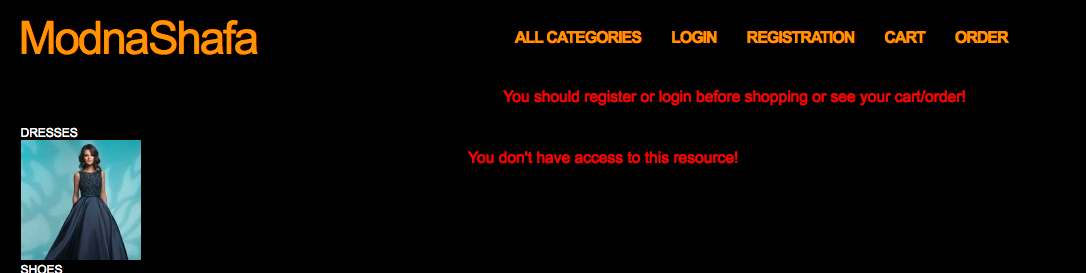 ModnaShafa
ALL CATEGORIES LOGIN REGISTRATION CART ORDER
You should register or login before shopping or see your cart/order!
DRESSES
You don't have access to this resource!
SHOES